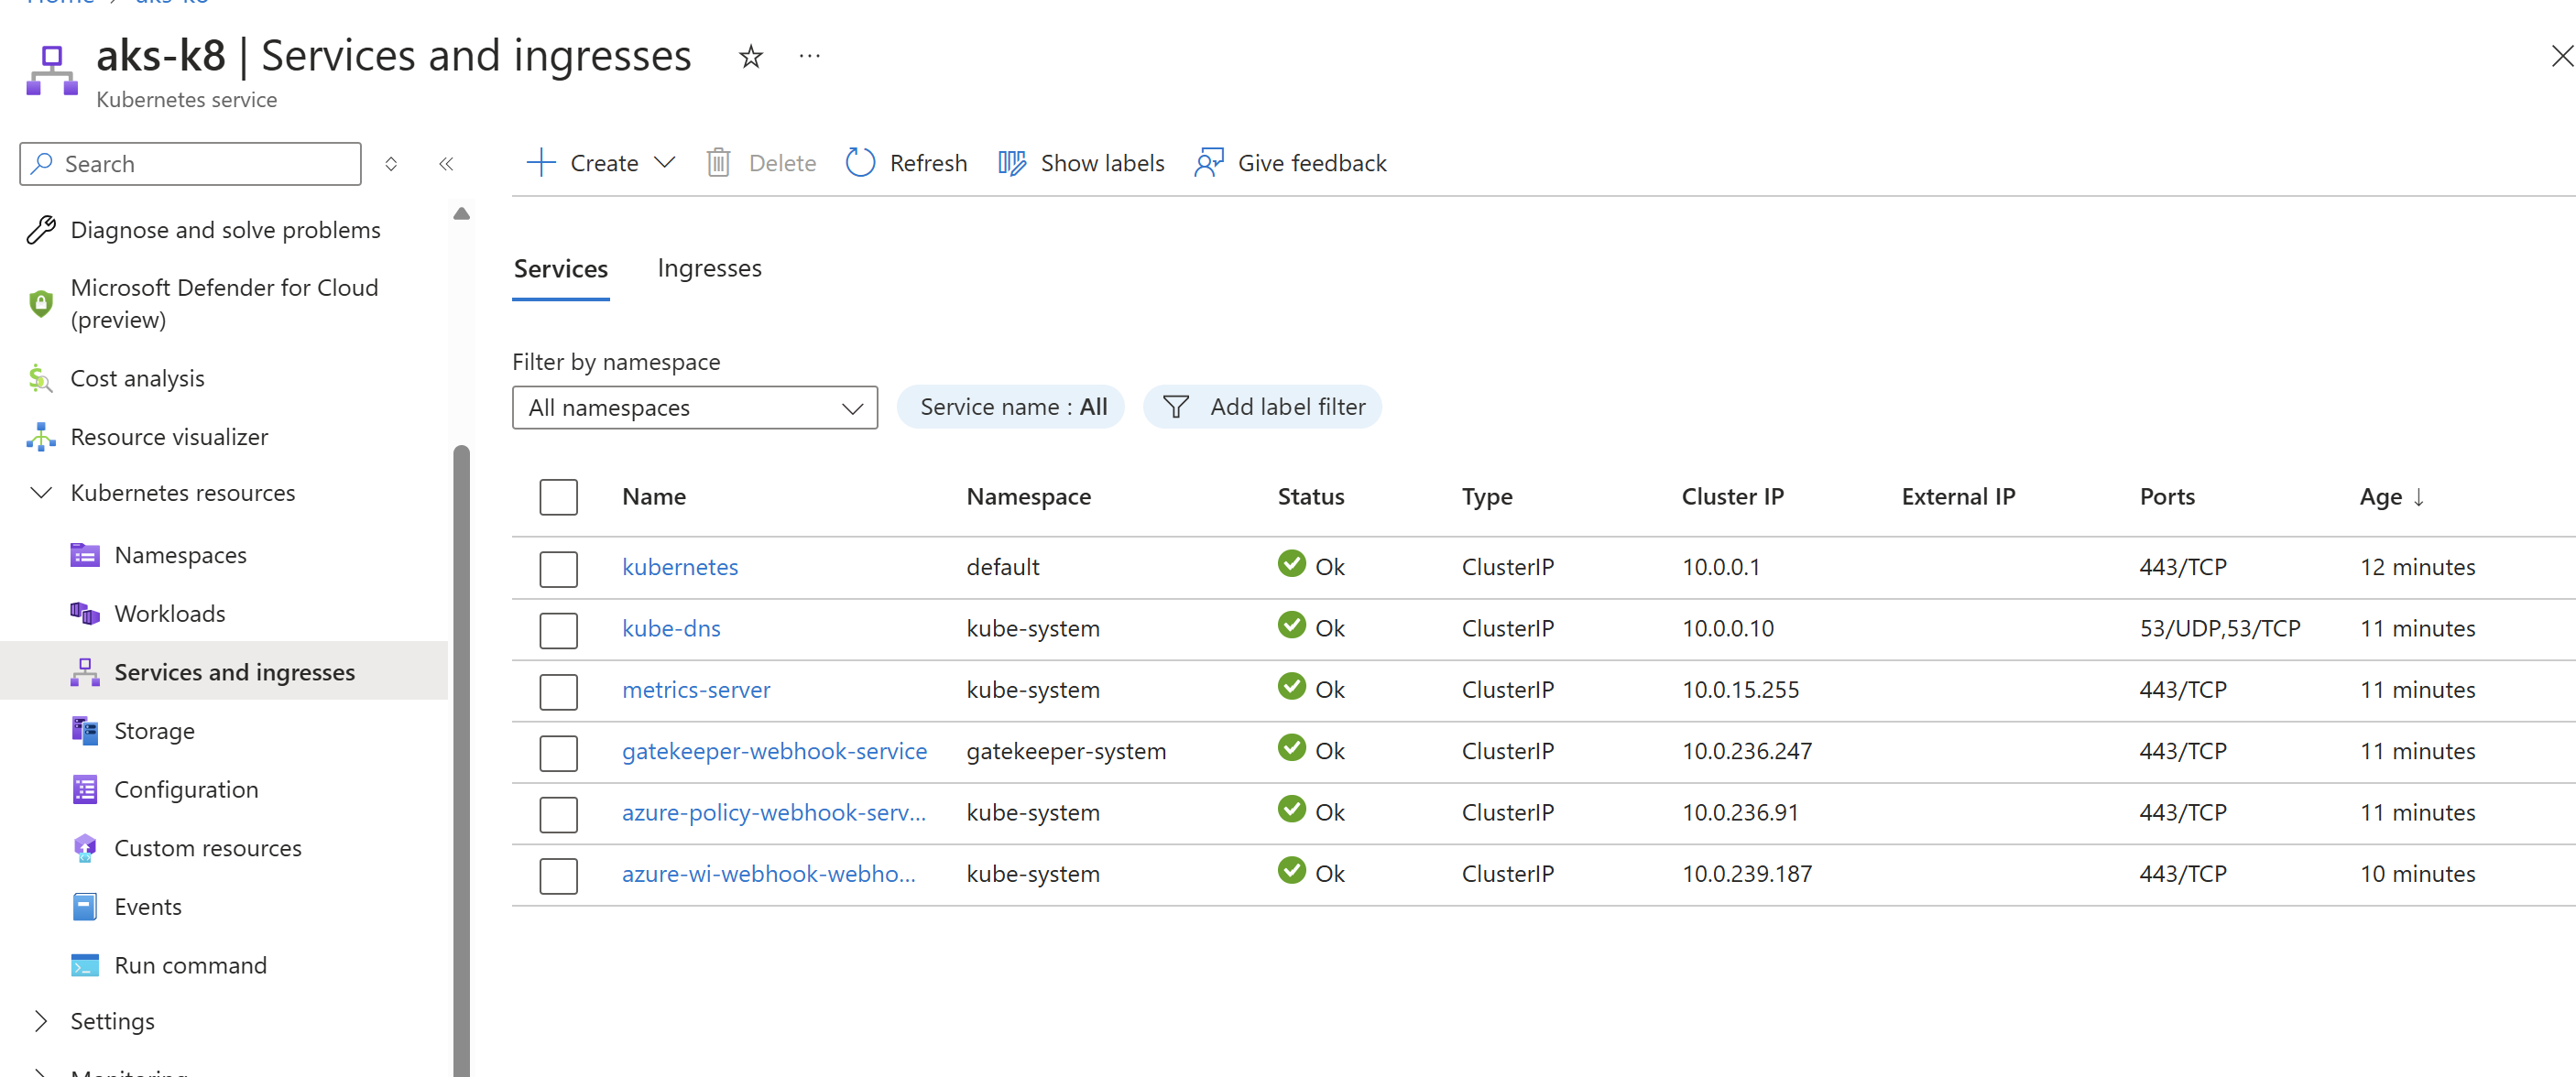 aks-k8 | Services and ingresses
Kubernetes service
Search
Create
Delete
Refresh
Show labels
Give feedback
Diagnose and solve problems
Microsoft Defender for Cloud
(preview)
Cost analysis
Resource visualizer
Kubernetes resources
Namespaces
Workloads
Services and ingresses
Storage
Configuration
Custom resources
Events
Run command
Settings
Services
Ingresses
Filter by namespace
All namespaces
Service name : All
Add label filter
Name Namespace Status Type Cluster IP External IP Ports Age ↓
kubernetes default Ok ClusterIP 10.0.0.1 443/TCP 12 minutes
kube-dns kube-system Ok ClusterIP 10.0.0.10 53/UDP,53/TCP 11 minutes
metrics-server kube-system Ok ClusterIP 10.0.15.255 443/TCP 11 minutes
gatekeeper-webhook-service gatekeeper-system Ok ClusterIP 10.0.236.247 443/TCP 11 minutes
azure-policy-webhook-serv... kube-system Ok ClusterIP 10.0.236.91 443/TCP 11 minutes
azure-wi-webhook-webho... kube-system Ok ClusterIP 10.0.239.187 443/TCP 10 minutes